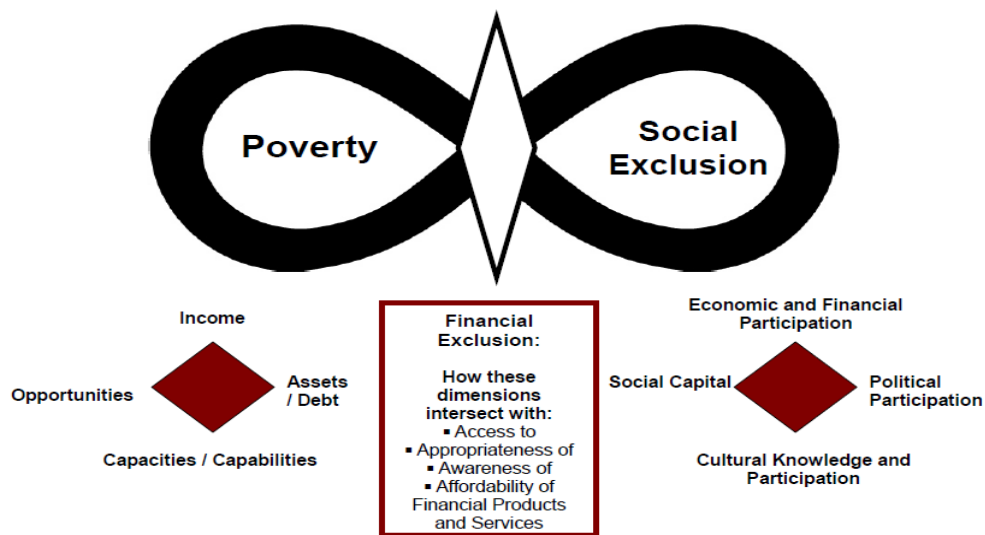 Poverty
Social
Exclusion
Income
Opportunities
Assets
/ Debt
Capacities / Capabilities
Financial
Exclusion:
How these
dimensions
intersect with:
▪ Access to
▪ Appropriateness of
▪ Awareness of
▪ Affordability of
Financial Products
and Services
Economic and Financial
Participation
Social Capital
Political
Participation
Cultural Knowledge and
Participation